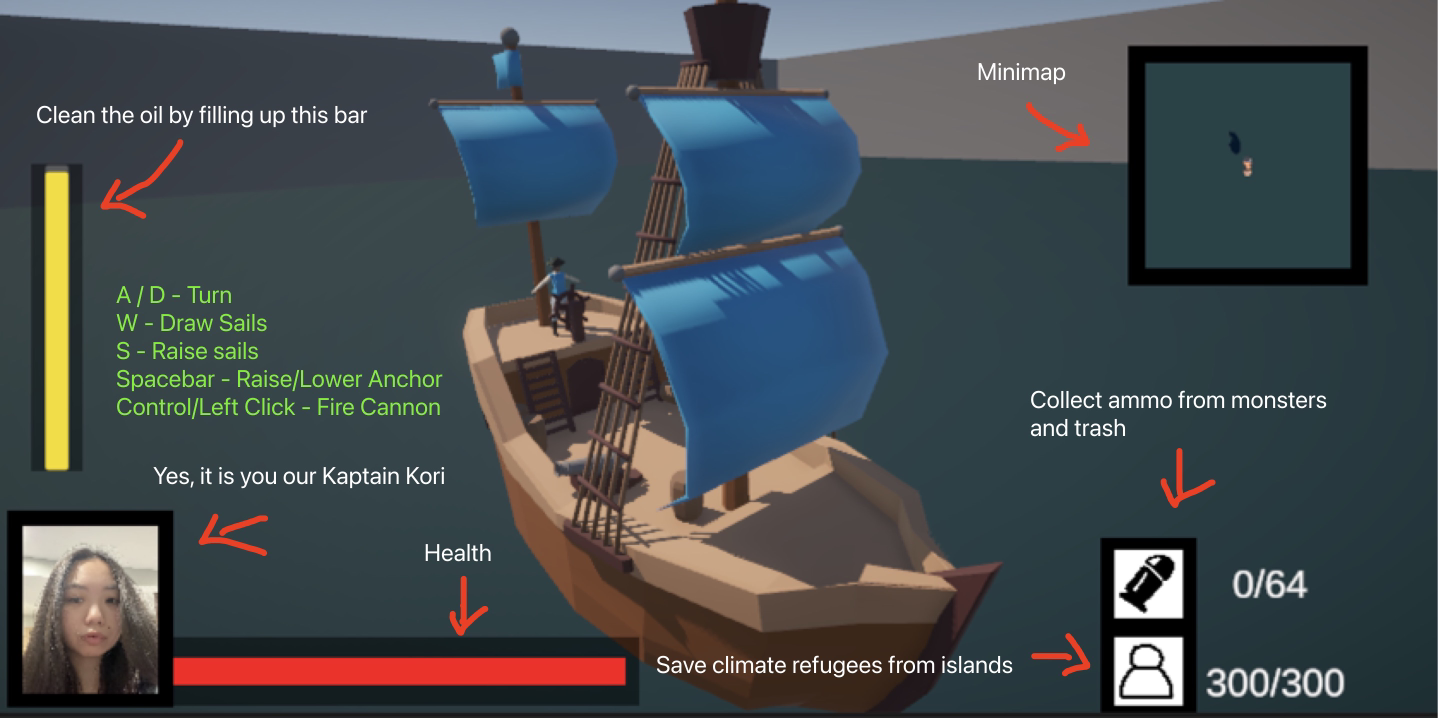 Minimap
Clean the oil by filling up this bar
A / D - Turn
W - Draw Sails
S - Raise sails
Spacebar - Raise/Lower Anchor
Control/Left Click - Fire Cannon
Collect ammo from monsters
and trash
Yes, it is you our Kaptain Kori
Health
0/64
Save climate refugees from islands
300/300